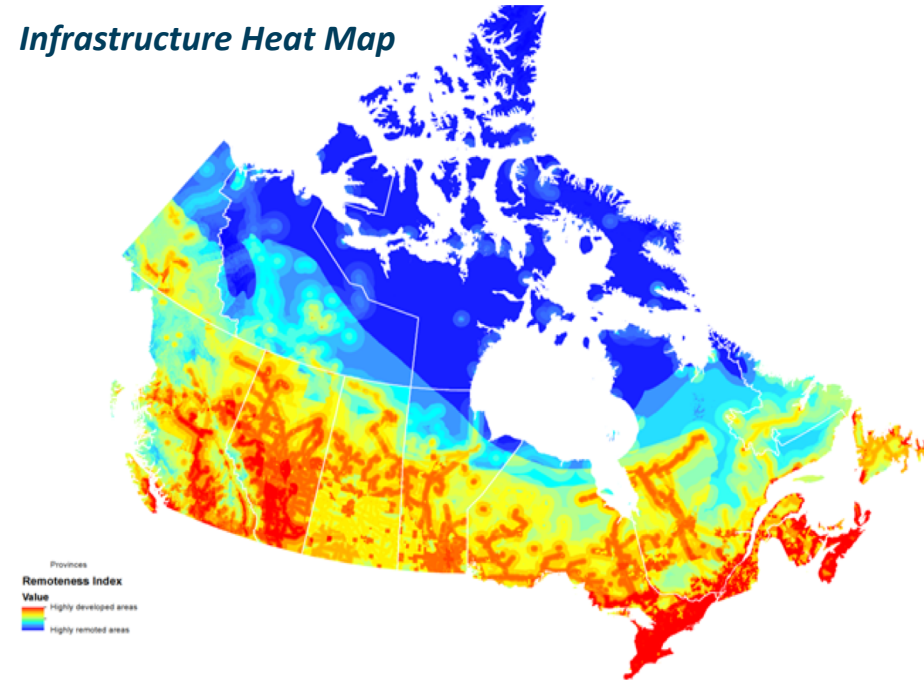 Infrastructure Heat Map
Provinces
Remoteness Index
Value
Highly developed areas
Highly remoted areas